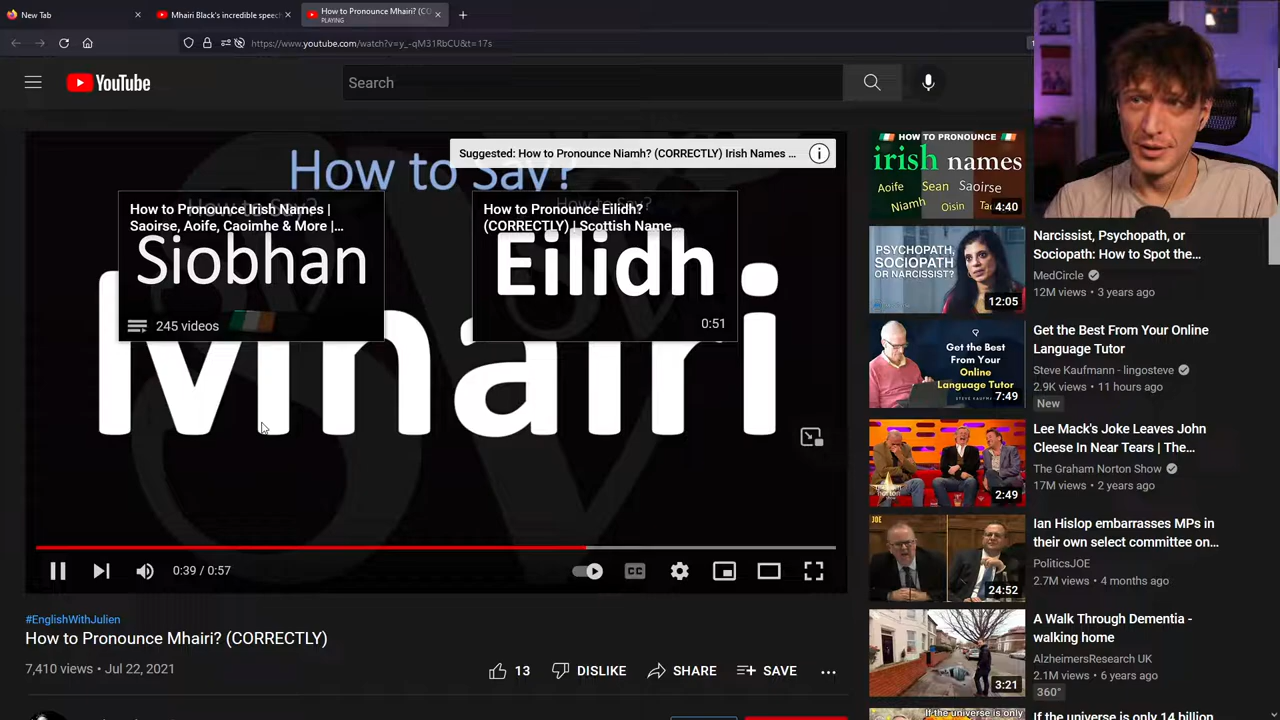 New Tab
Mhairi Black's incredible speech
How to Pronounce Mhairi? (CO
PLAYING
https://www.youtube.com/watch?v=y_-qM31RbCU&t=17s
YouTube
Search
Suggested: How to Pronounce Niamh? (CORRECTLY) Irish Names ...
How to Say?
How to Pronounce Irish Names |
Saoirse, Aoife, Caoimhe & More |...
Siobhan
245 videos
How to Say?
How to Pronounce Eilidh?
(CORRECTLY) | Scottish Name...
Eilidh
0:51
Mhairi
0:39 / 0:57
CC
#EnglishWithJulien
How to Pronounce Mhairi? (CORRECTLY)
7,410 views • Jul 22, 2021
13
DISLIKE
SHARE
SAVE
HOW TO PRONOUNCE
irish names
Aoife Sean Saoirse
Niamh Oisin
4:40
PSYCHOPATH,
SOCIOPATH
OR NARCISSIST?
12:05
Narcissist, Psychopath, or
Sociopath: How to Spot the...
MedCircle
12M views • 3 years ago
Get the
Best From Your
Online
Language Tutor
7:49
Get the Best From Your Online
Language Tutor
Steve Kaufmann - lingosteve
2.9K views • 11 hours ago
New
2:49
Lee Mack's Joke Leaves John
Cleese In Near Tears | The...
The Graham Norton Show
17M views • 2 years ago
JOE
24:52
Ian Hislop embarrasses MPs in
their own select committee on...
PoliticsJOE
2.7M views • 4 months ago
3:21
A Walk Through Dementia -
walking home
AlzheimersResearch UK
2.1M views • 6 years ago
360°
If the universe is only
If the universe is only 14 billion